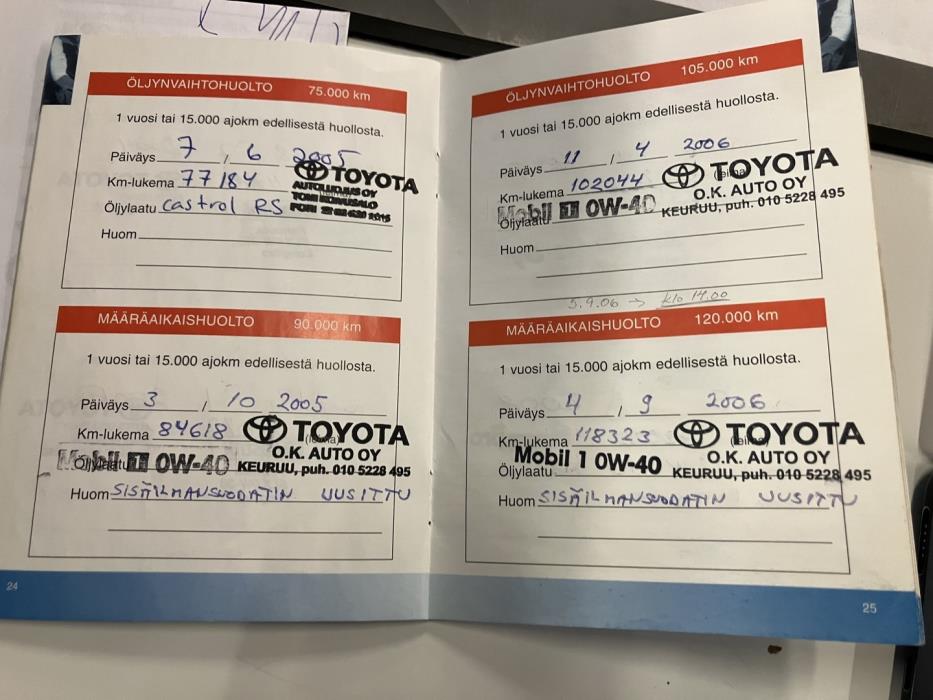 ÖLJYNVAIHTOHUOLTO 75.000 km
1 vuosi tai 15.000 ajokm edellisestä huollosta.
Päiväys 7 / 6 2005
Km-lukema 77184
TOYOTA
Öljylaatu Castrol RS
Huom
MÄÄRÄAIKAISHUOLTO 90.000 km
1 vuosi tai 15.000 ajokm edellisestä huollosta.
Päiväys 3 / 10 2005
Km-lukema 84618
(leima)
TOYOTA
O.K. AUTO OY
KEURUU, puh. 010 5228 495
Öljylaatu Mobil 1 0W-40
Huom SISÄILMANSUODATIN UUSITTU
24
ÖLJYNVAIHTOHUOLTO 105.000 km
1 vuosi tai 15.000 ajokm edellisestä huollosta.
Päiväys 11 / 4 2006
Km-lukema 102044
(leima)
TOYOTA
O.K. AUTO OY
KEURUU, puh. 010 5228 495
Öljylaatu Mobil 1 0W-40
Huom
5.9.06 → klo 14.00
MÄÄRÄAIKAISHUOLTO 120.000 km
1 vuosi tai 15.000 ajokm edellisestä huollosta.
Päiväys 4 / 9 2006
Km-lukema 118323
(leima)
TOYOTA
O.K. AUTO OY
KEURUU, puh. 010 5228 495
Öljylaatu Mobil 1 0W-40
Huom SISÄILMANSUODATIN UUSITTU
25